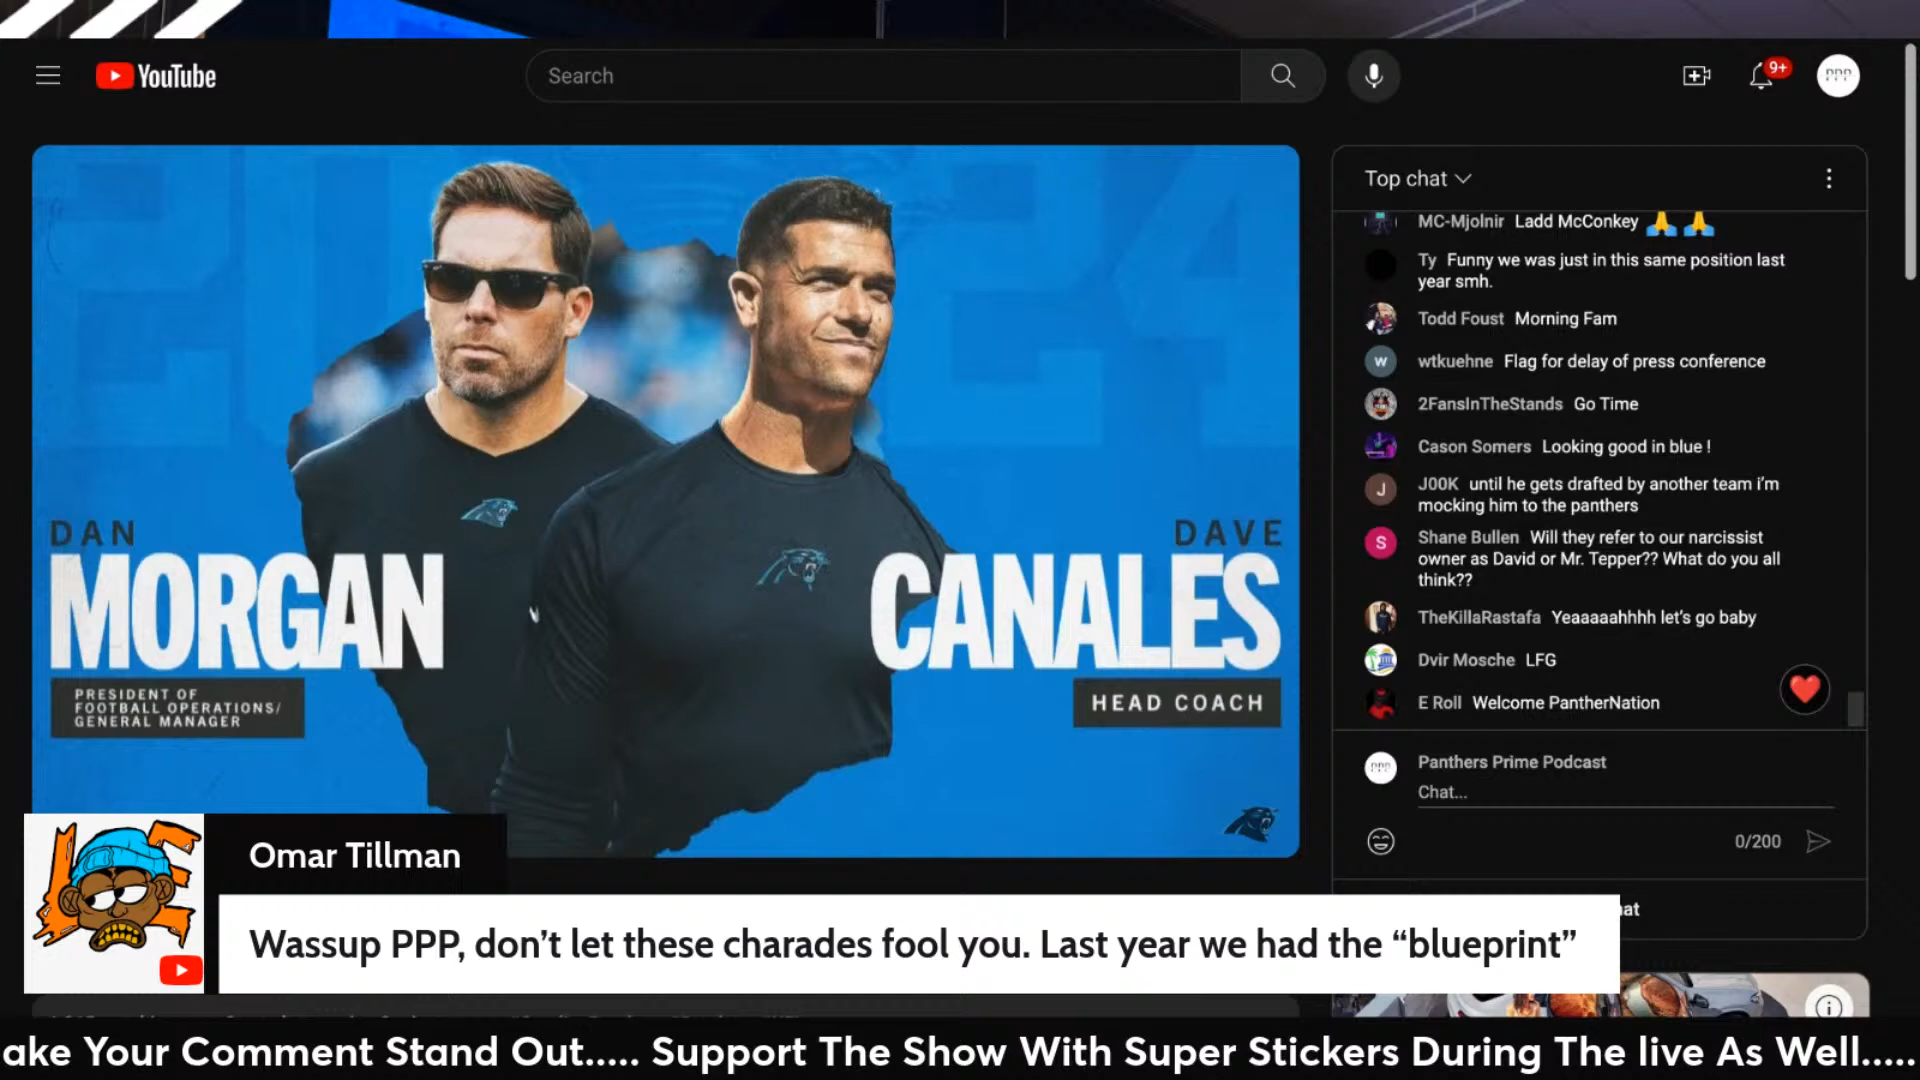 YouTube
Search
9+
PPP
2024
Top chat
MC-Mjolnir Ladd McConkey 🙏 🙏
Ty Funny we was just in this same position last
year smh.
Todd Foust Morning Fam
W
wtkuehne Flag for delay of press conference
2FansInTheStands Go Time
Cason Somers Looking good in blue !
J
J00K until he gets drafted by another team i’m
mocking him to the panthers
S
Shane Bullen Will they refer to our narcissist
owner as David or Mr. Tepper?? What do you all
think??
TheKillaRastafa Yeaaaaahhhh let’s go baby
Dvir Mosche LFG
E Roll Welcome PantherNation
PPP
Panthers Prime Podcast
Chat...
0/200
DAN
MORGAN
PRESIDENT OF
FOOTBALL OPERATIONS/
GENERAL MANAGER
DAVE
CANALES
HEAD COACH
Omar Tillman
Wassup PPP, don’t let these charades fool you. Last year we had the “blueprint”
ake Your Comment Stand Out..... Support The Show With Super Stickers During The live As Well.....